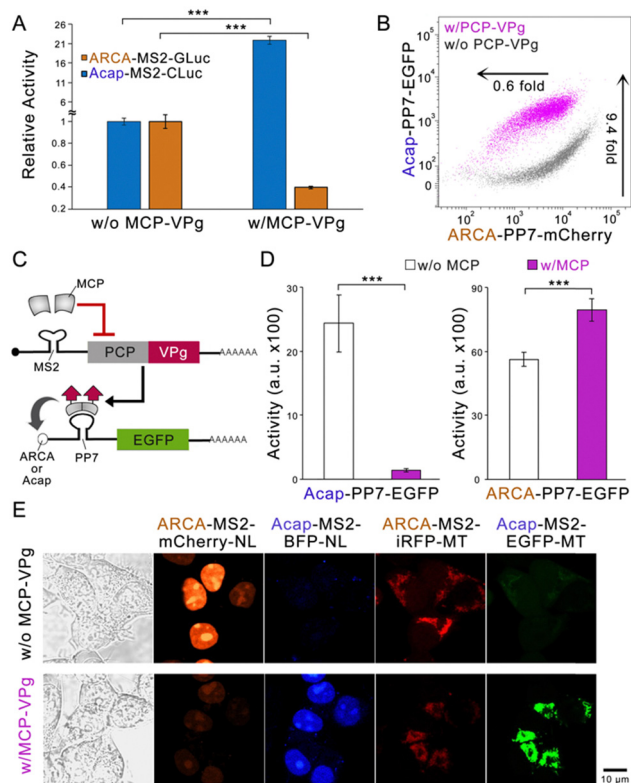 A
Relative Activity
26
21
16
11
6
1
0.8
0.6
0.4
0.2
***
***
ARCA-MS2-GLuc
Acap-MS2-CLuc
w/o MCP-VPg
w/MCP-VPg
B
Acap-PP7-EGFP
w/PCP-VPg
w/o PCP-VPg
10⁵
10⁴
10³
10²
0
0.6 fold
9.4 fold
10²
10³
10⁴
10⁵
ARCA-PP7-mCherry
C
MCP
MS2
PCP
VPg
AAAAAA
ARCA
or
Acap
PP7
EGFP
AAAAAA
D
w/o MCP
w/MCP
Activity (a.u. x100)
30
20
10
0
***
Acap-PP7-EGFP
Activity (a.u. x100)
90
60
30
0
***
ARCA-PP7-EGFP
E
ARCA-MS2-
mCherry-NL
Acap-MS2-
BFP-NL
ARCA-MS2-
iRFP-MT
Acap-MS2-
EGFP-MT
w/o MCP-VPg
w/MCP-VPg
10 µm